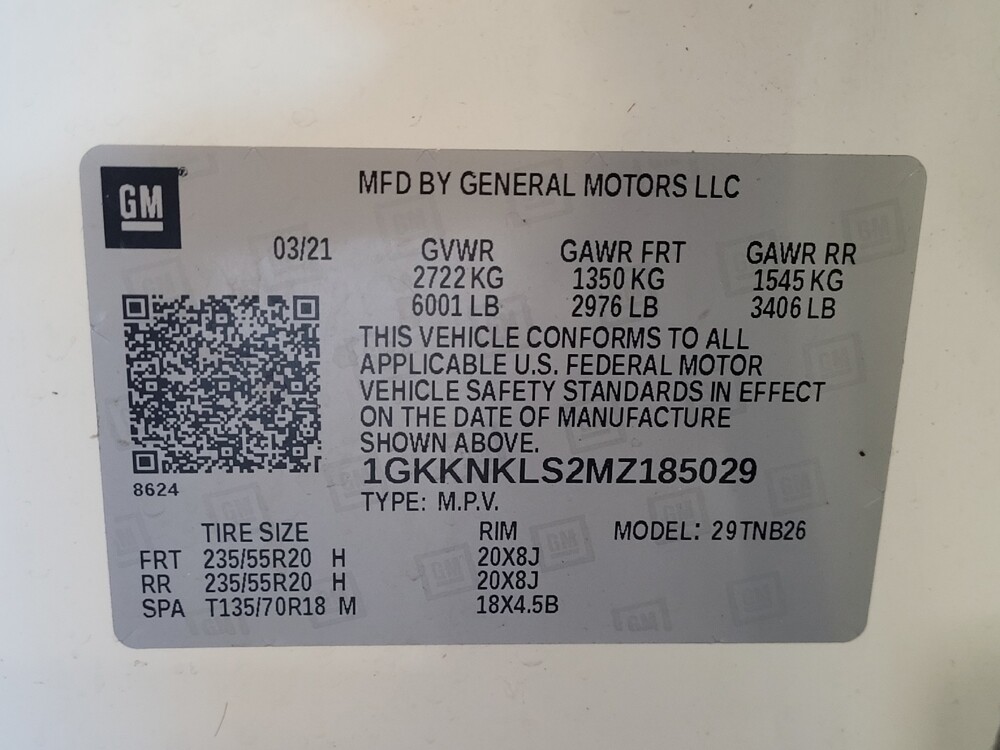 GM
MFD BY GENERAL MOTORS LLC
03/21 GVWR GAWR FRT GAWR RR
2722 KG 1350 KG 1545 KG
6001 LB 2976 LB 3406 LB
THIS VEHICLE CONFORMS TO ALL
APPLICABLE U.S. FEDERAL MOTOR
VEHICLE SAFETY STANDARDS IN EFFECT
ON THE DATE OF MANUFACTURE
SHOWN ABOVE.
1GKKNKLS2MZ185029
8624
TYPE: M.P.V.
TIRE SIZE RIM MODEL: 29TNB26
FRT 235/55R20 H 20X8J
RR 235/55R20 H 20X8J
SPA T135/70R18 M 18X4.5B